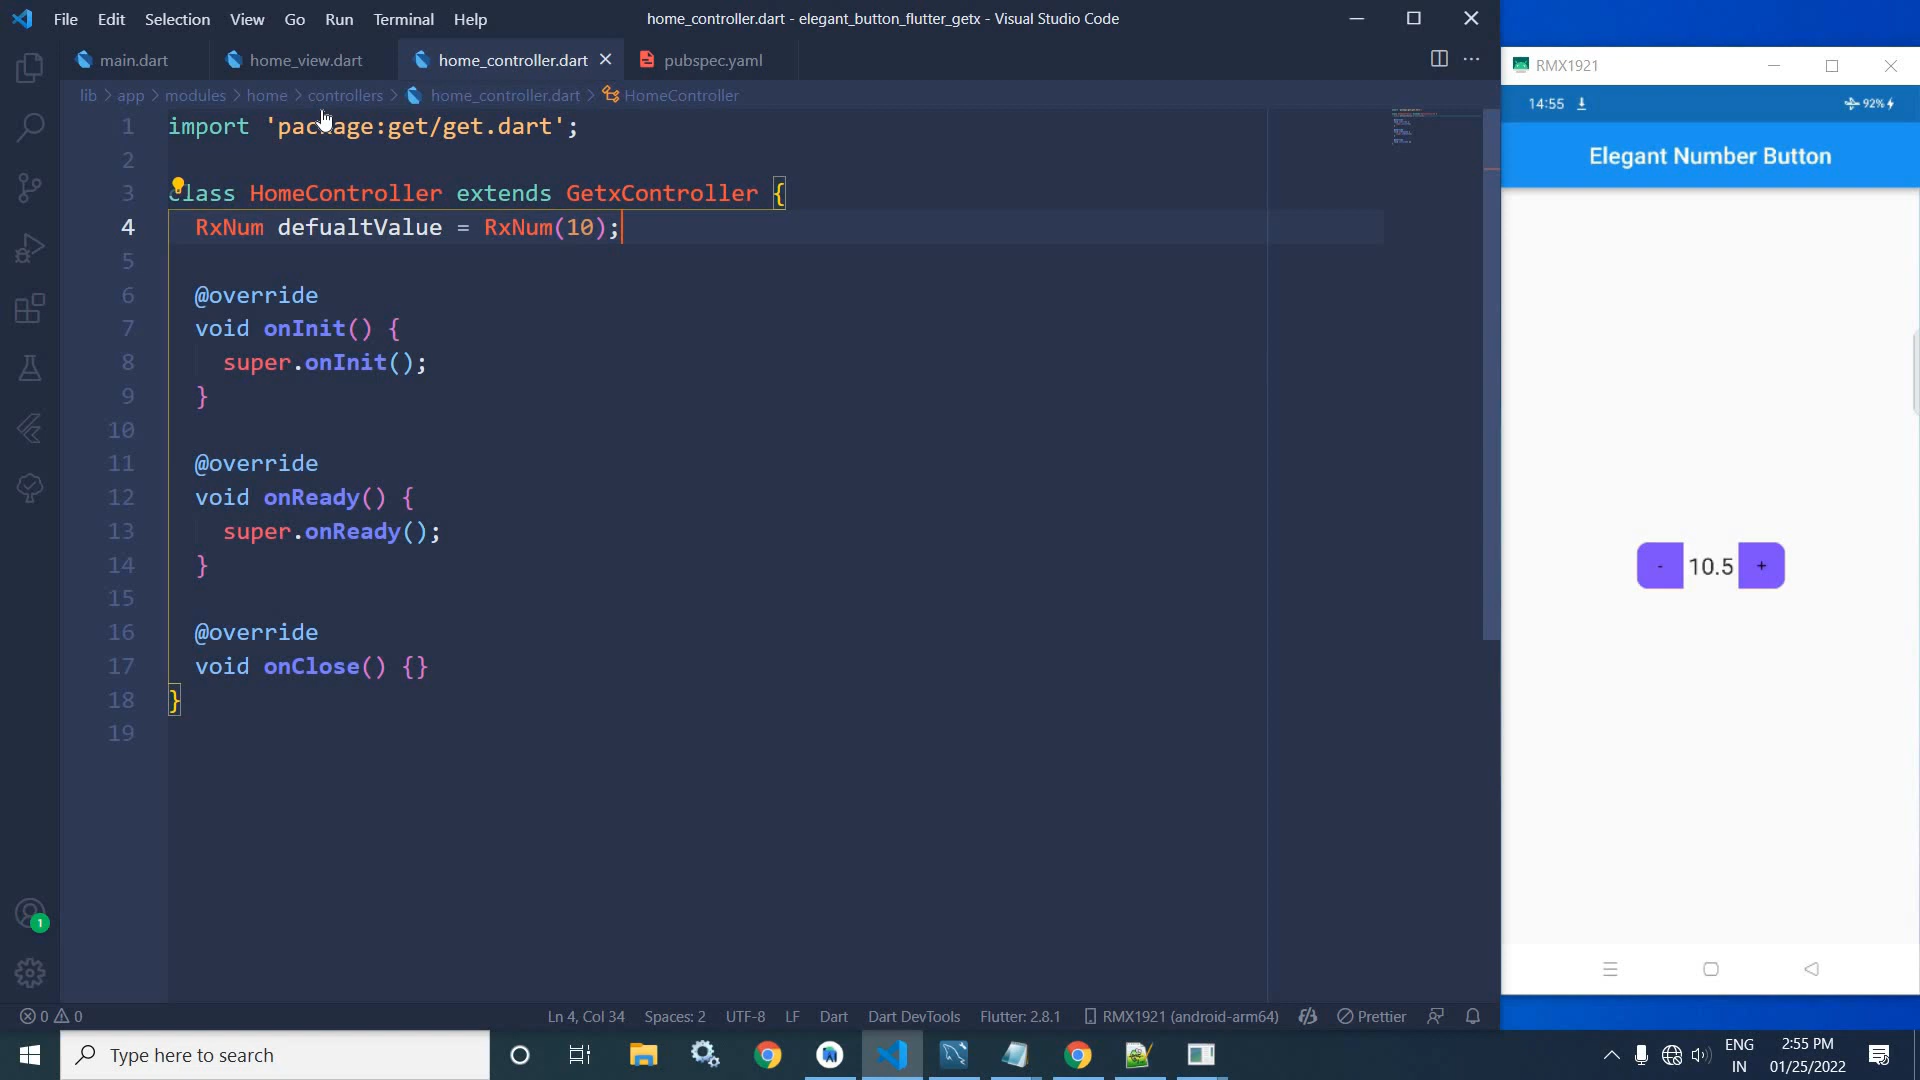 File Edit Selection View Go Run Terminal Help
home_controller.dart - elegant_button_flutter_getx - Visual Studio Code
main.dart home_view.dart home_controller.dart pubspec.yaml
lib > app > modules > home > controllers > home_controller.dart > HomeController
1 import 'package:get/get.dart';
2
3 class HomeController extends GetxController {
4 RxNum defualtValue = RxNum(10);
5
6 @override
7 void onInit() {
8 super.onInit();
9 }
10
11 @override
12 void onReady() {
13 super.onReady();
14 }
15
16 @override
17 void onClose() {}
18 }
19
1
0 0 Ln 4, Col 34 Spaces: 2 UTF-8 LF Dart Dart DevTools Flutter: 2.8.1 RMX1921 (android-arm64) Prettier
RMX1921
14:55 92%
Elegant Number Button
- 10.5 +
Type here to search
ENG
IN
2:55 PM
01/25/2022